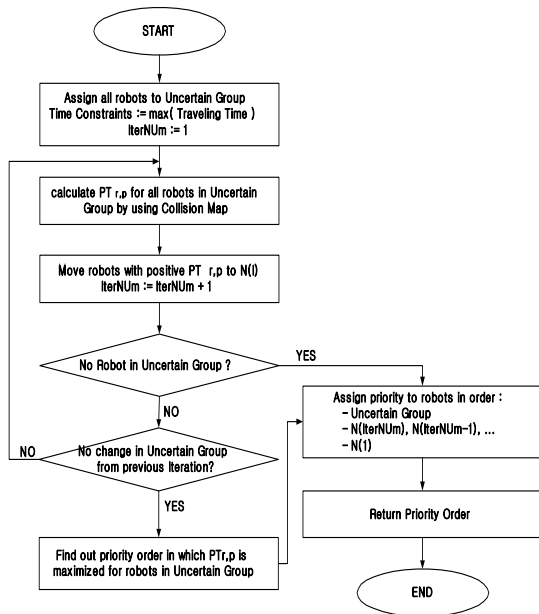 START
Assign all robots to Uncertain Group
Time Constraints := max( Traveling Time )
IterNUm := 1
calculate PT r,p for all robots in Uncertain
Group by using Collision Map
Move robots with positive PT r,p to N(I)
IterNUm := IterNUm + 1
No Robot in Uncertain Group ?
YES
NO
No change in Uncertain Group
from previous Iteration?
NO
YES
Find out priority order in which PTr,p is
maximized for robots in Uncertain Group
Assign priority to robots in order :
- Uncertain Group
- N(IterNUm), N(IterNUm-1), ...
- N(1)
Return Priority Order
END